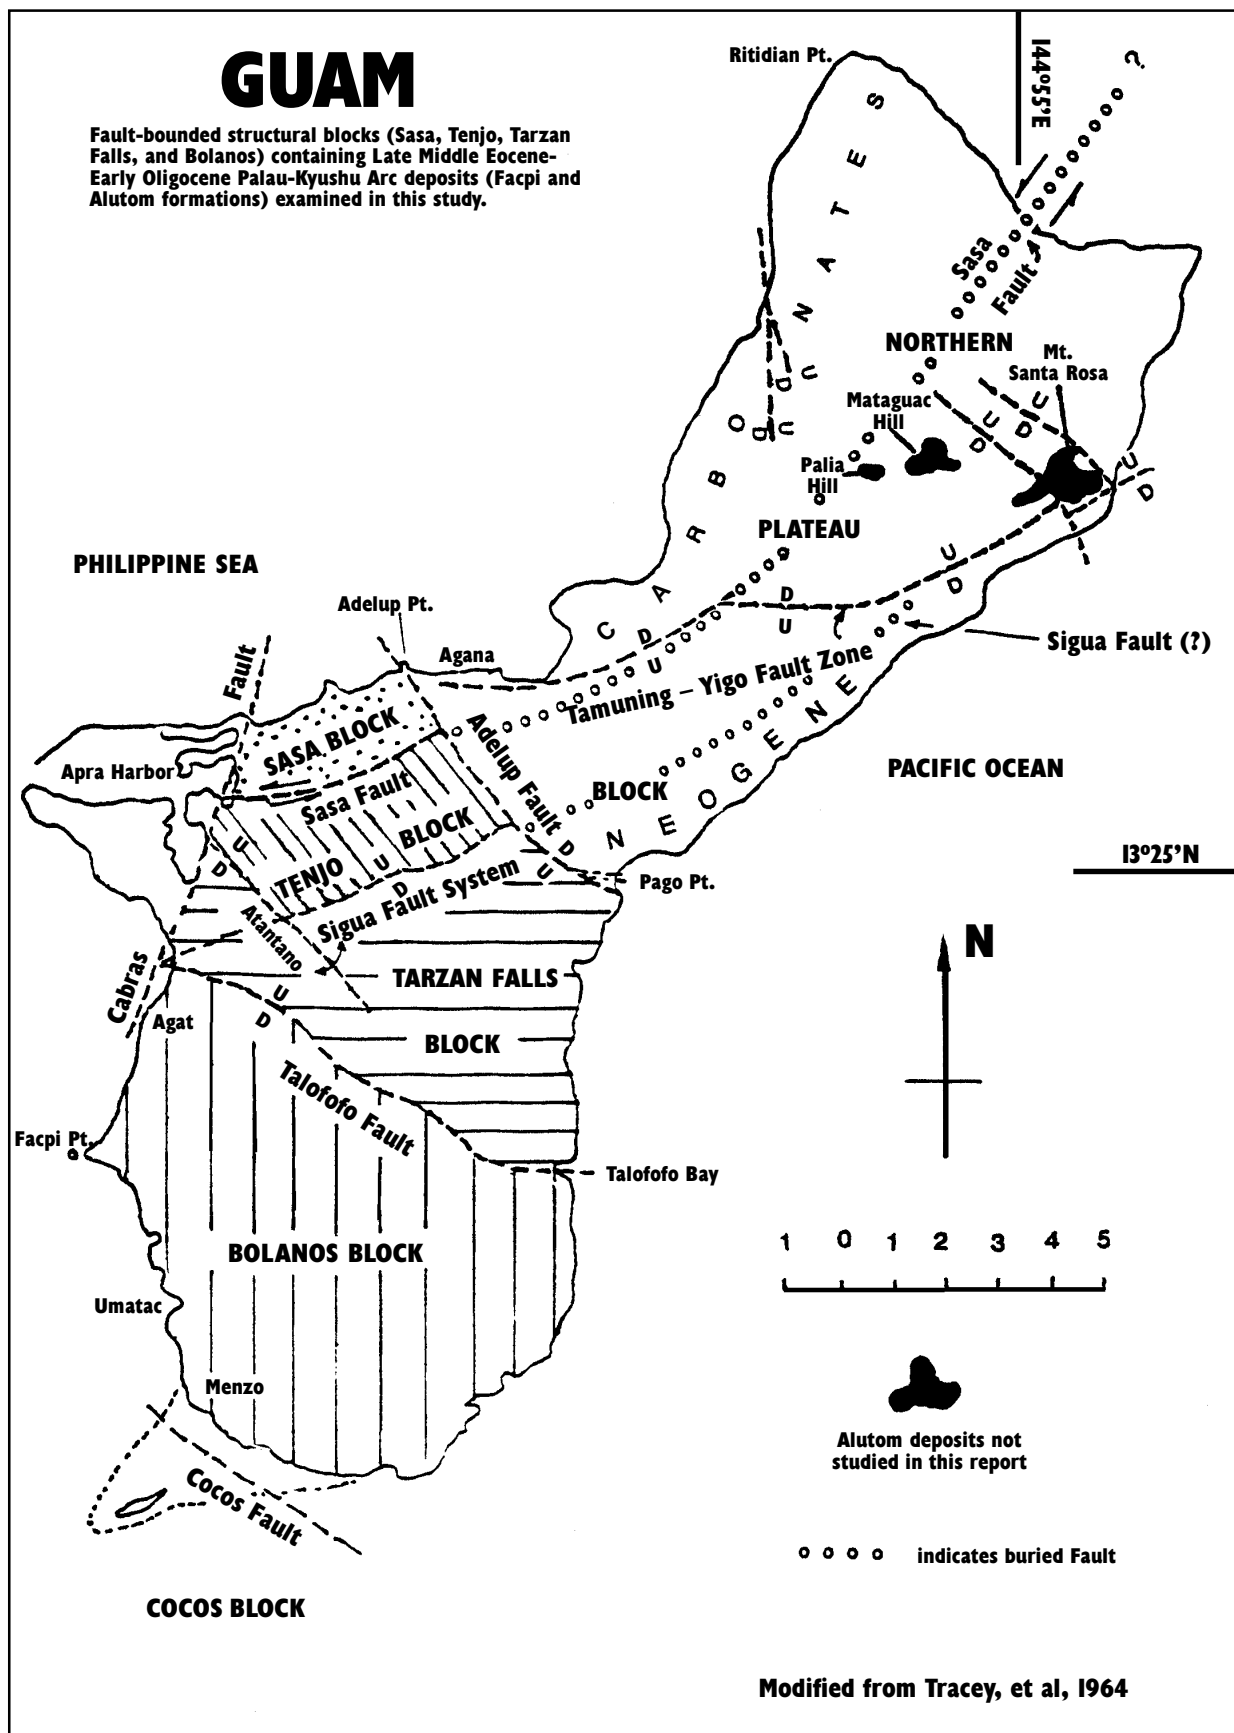 GUAM
Fault-bounded structural blocks (Sasa, Tenjo, Tarzan
Falls, and Bolanos) containing Late Middle Eocene-
Early Oligocene Palau-Kyushu Arc deposits (Facpi and
Alutom formations) examined in this study.
Ritidian Pt.
144º55'E
?
Sasa
Fault
NORTHERN
Mt.
Santa Rosa
Mataguac
Hill
Palia
Hill
PLATEAU
BLOCK
CARBONATES
NEOGENE
U
D
U
D
U
D
U
D
U
D
U
D
D
U
D
U
PHILIPPINE SEA
Adelup Pt.
Agana
Sigua Fault (?)
Tamuning – Yigo Fault Zone
Fault
Cabras
SASA BLOCK
Apra Harbor
Sasa Fault
Adelup Fault
PACIFIC OCEAN
TENJO
BLOCK
U
D
U
D
D
U
13º25'N
Pago Pt.
Sigua Fault System
Atantano
N
TARZAN FALLS
BLOCK
U
D
Agat
Talofofo Fault
Facpi Pt.
Talofofo Bay
BOLANOS BLOCK
1 0 1 2 3 4 5
Umatac
Menzo
Cocos Fault
Alutom deposits not
studied in this report
indicates buried Fault
COCOS BLOCK
Modified from Tracey, et al, 1964